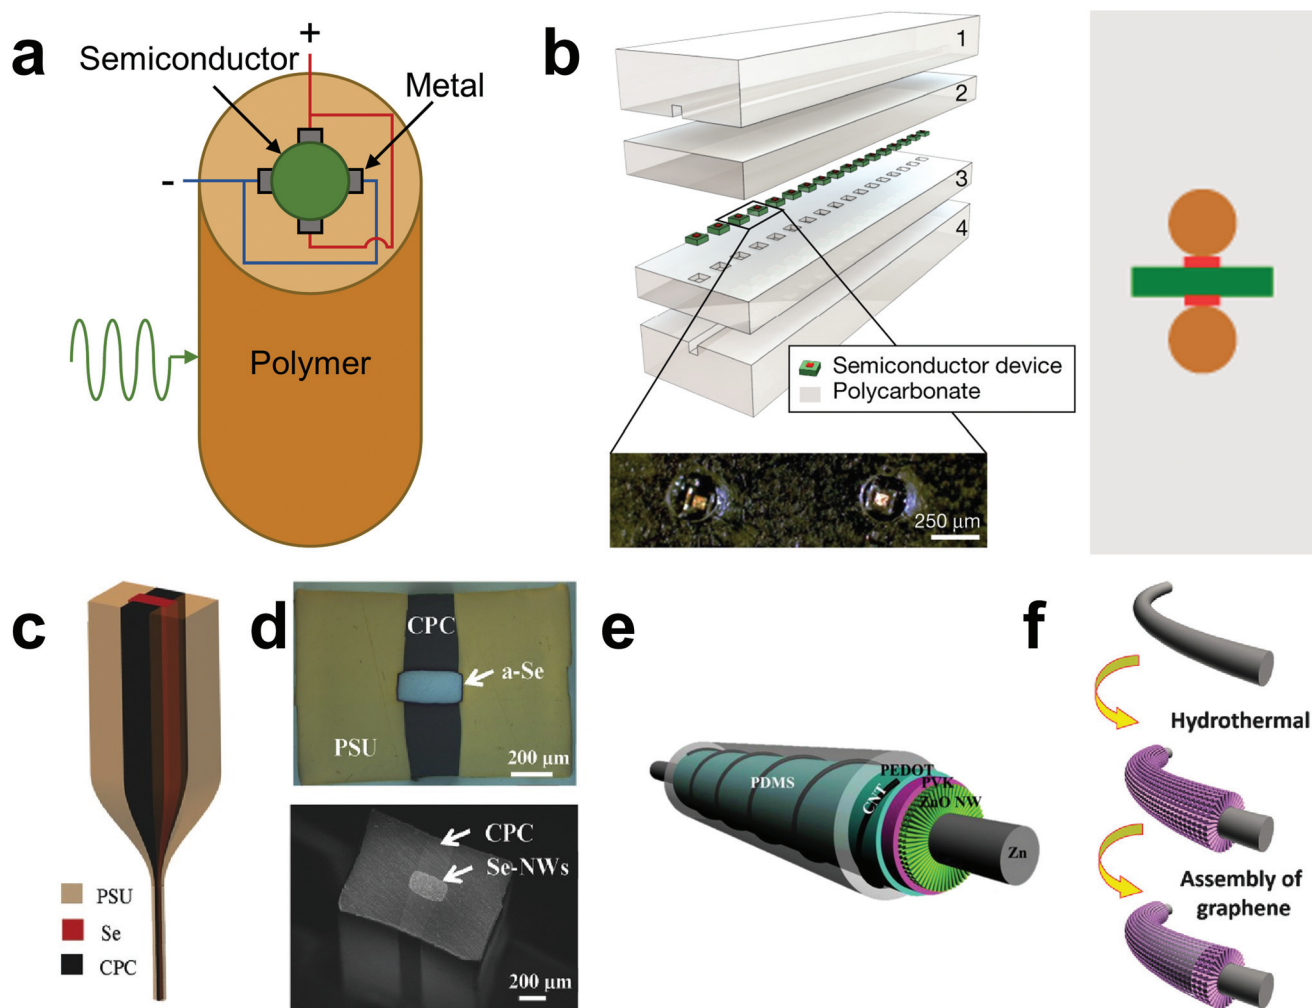 a
+
Semiconductor
Metal
-
Polymer
b
1
2
3
4
Semiconductor device
Polycarbonate
250 μm
c
PSU
Se
CPC
d
CPC
a-Se
PSU
200 μm
CPC
Se-NWs
200 μm
e
PDMS
CNT
PEDOT
PVK
ZnO NW
Zn
f
Hydrothermal
Assembly of
graphene